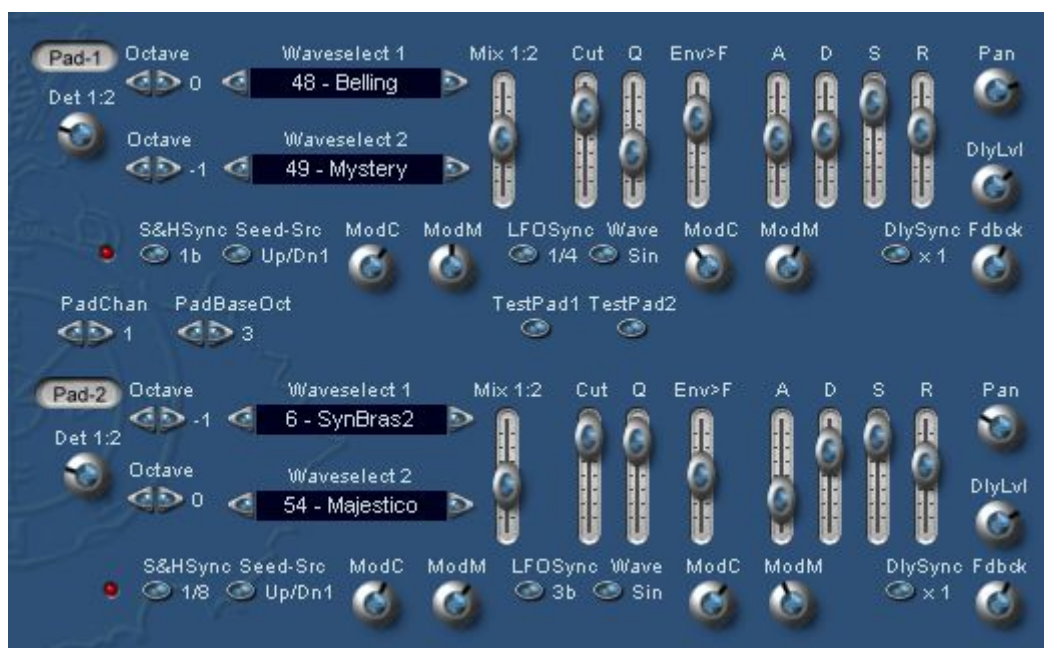 Pad-1 Octave Waveselect 1 Mix 1:2 Cut Q Env>F A D S R Pan
0 48 - Belling
Det 1:2
Octave Waveselect 2
-1 49 - Mystery
DlyLvl
S&HSync Seed-Src ModC ModM LFOSync Wave ModC ModM DlySync Fdbck
1b Up/Dn1 1/4 Sin x 1
PadChan PadBaseOct TestPad1 TestPad2
1 3
Pad-2 Octave Waveselect 1 Mix 1:2 Cut Q Env>F A D S R Pan
-1 6 - SynBras2
Det 1:2
Octave Waveselect 2
0 54 - Majestico
DlyLvl
S&HSync Seed-Src ModC ModM LFOSync Wave ModC ModM DlySync Fdbck
1/8 Up/Dn1 3b Sin x 1